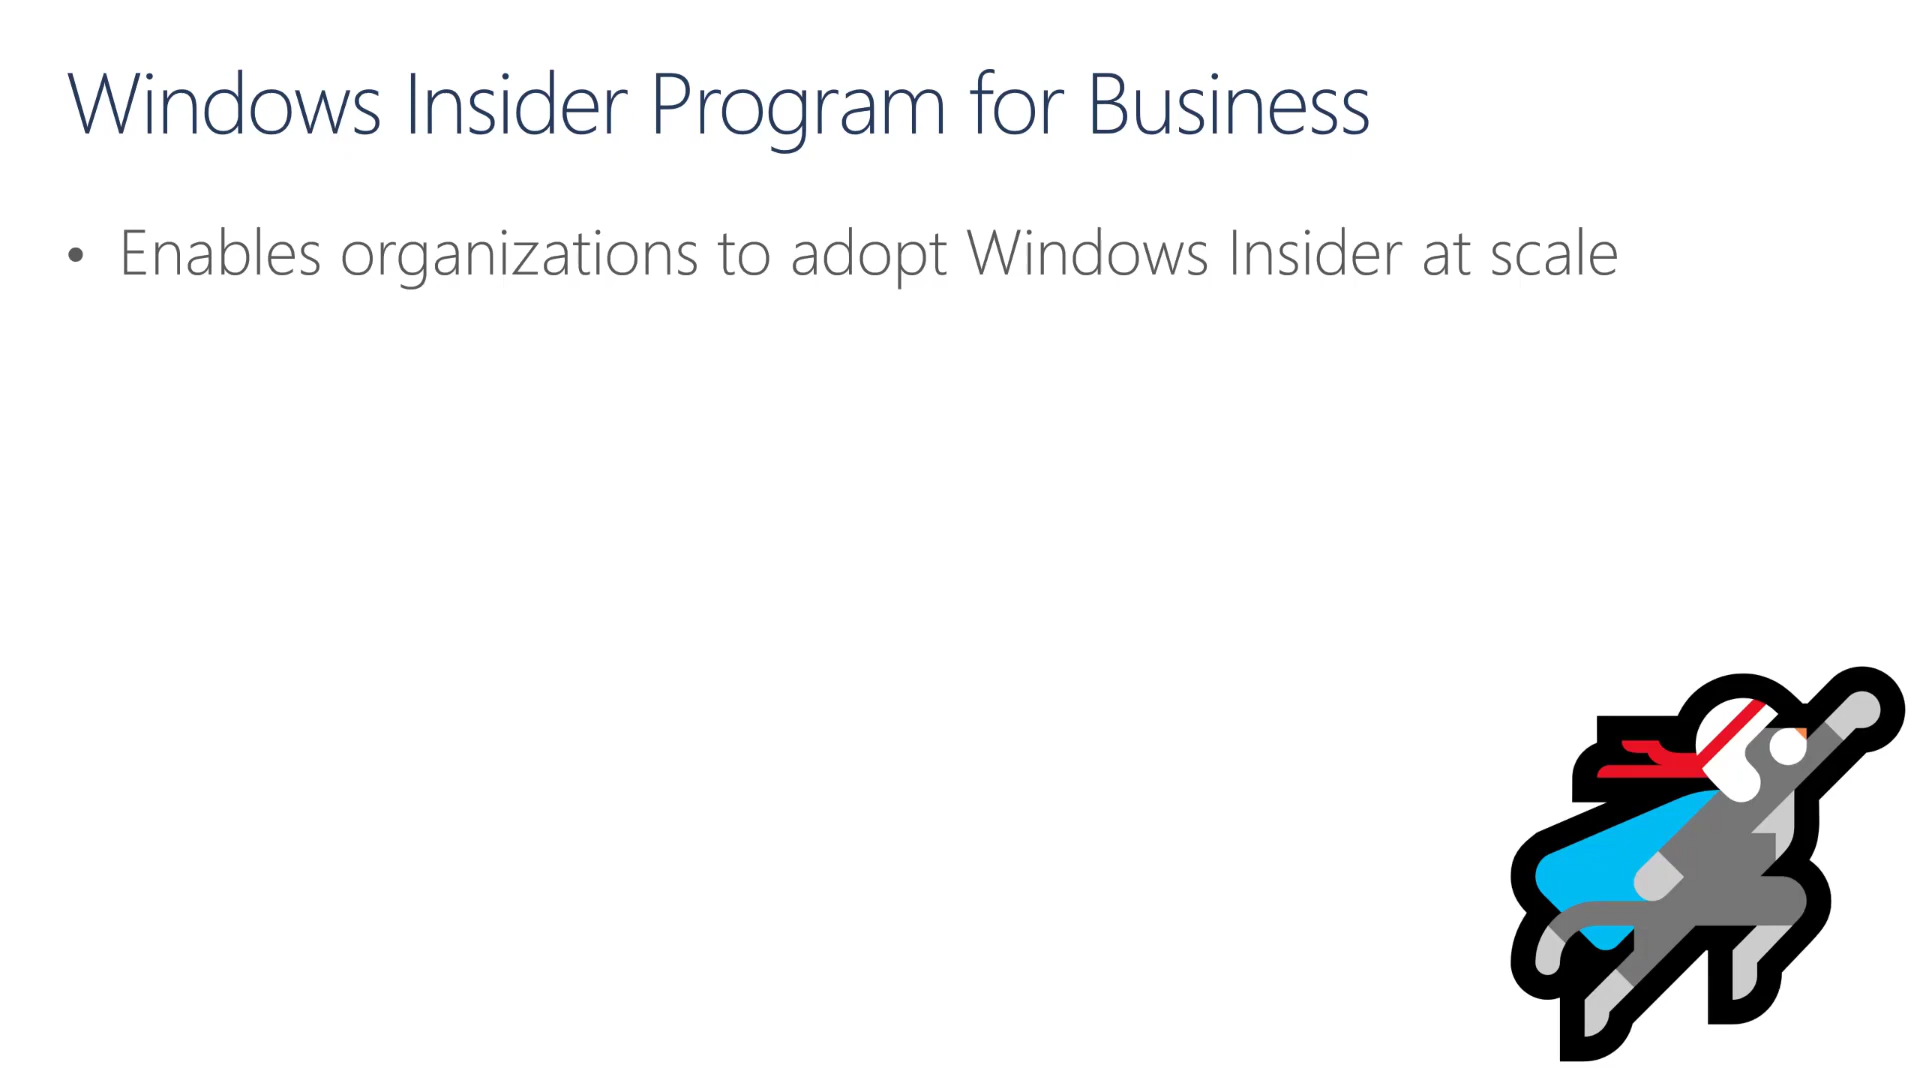 Windows Insider Program for Business
• Enables organizations to adopt Windows Insider at scale